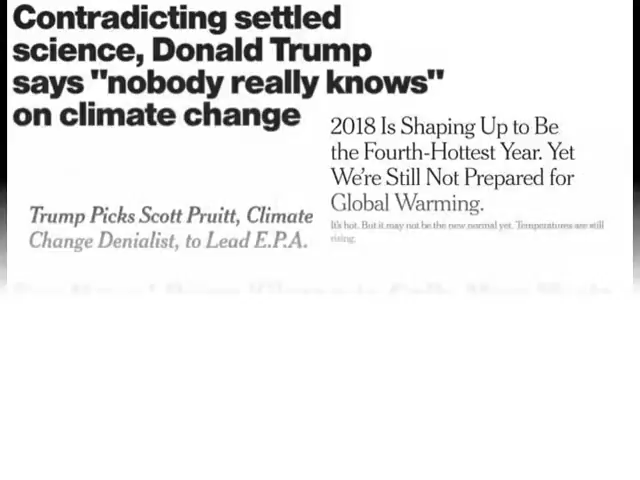 Contradicting settled
science, Donald Trump
says "nobody really knows"
on climate change
2018 Is Shaping Up to Be
the Fourth-Hottest Year. Yet
We're Still Not Prepared for
Global Warming.
It's hot. But it may not be the new normal yet. Temperatures are still
rising.
Trump Picks Scott Pruitt, Climate
Change Denialist, to Lead E.P.A.